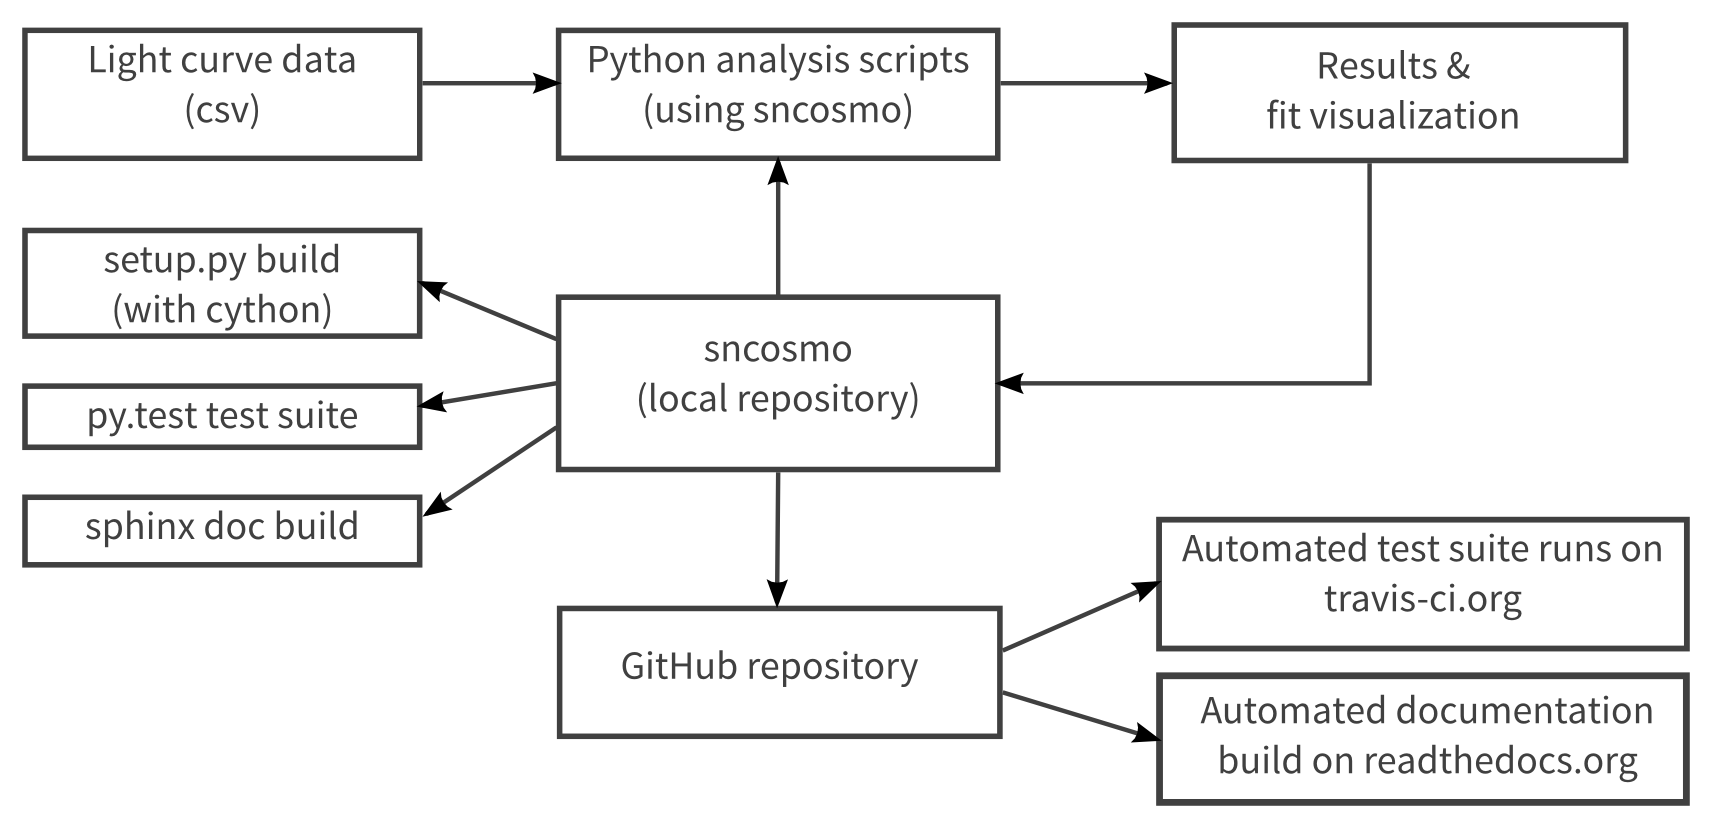 Light curve data
(csv)
Python analysis scripts
(using sncosmo)
Results &
fit visualization
setup.py build
(with cython)
py.test test suite
sphinx doc build
sncosmo
(local repository)
GitHub repository
Automated test suite runs on
travis-ci.org
Automated documentation
build on readthedocs.org